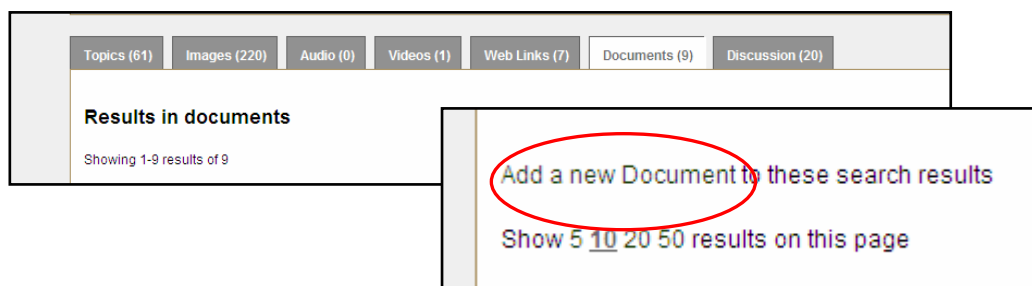 Topics (61) Images (220) Audio (0) Videos (1) Web Links (7) Documents (9) Discussion (20)
Results in documents
Showing 1-9 results of 9
Add a new Document to these search results
Show 5 10 20 50 results on this page